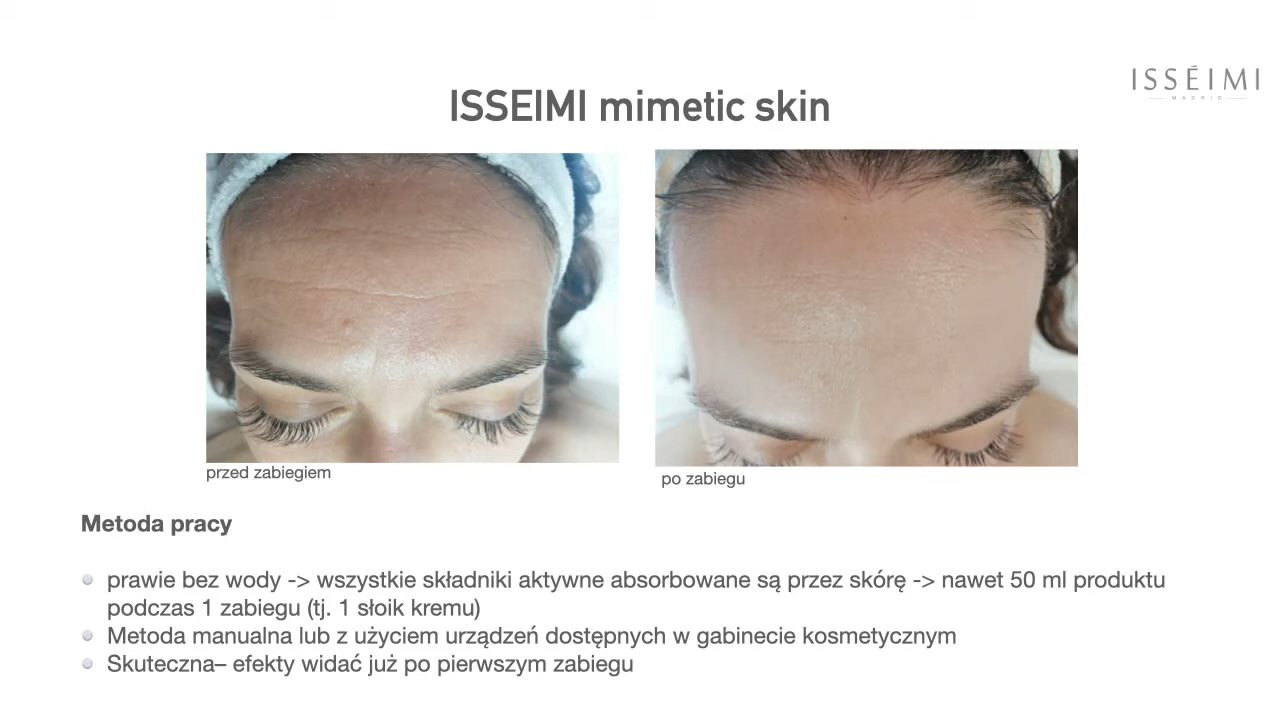 ISSÉIMI
MADRID
ISSEIMI mimetic skin
przed zabiegiem
po zabiegu
Metoda pracy
prawie bez wody -> wszystkie składniki aktywne absorbowane są przez skórę -> nawet 50 ml produktu
podczas 1 zabiegu (tj. 1 słoik kremu)
Metoda manualna lub z użyciem urządzeń dostępnych w gabinecie kosmetycznym
Skuteczna– efekty widać już po pierwszym zabiegu